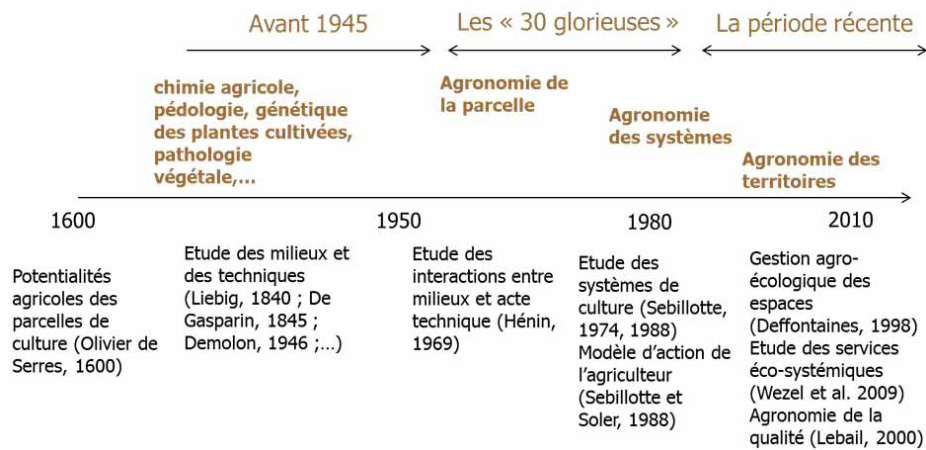 Avant 1945
Les « 30 glorieuses »
La période récente
chimie agricole,
pédologie, génétique
des plantes cultivées,
pathologie
végétale,...
Agronomie de
la parcelle
Agronomie
des systèmes
Agronomie des
territoires
1600
1950
1980
2010
Potentialités
agricoles des
parcelles de
culture (Olivier de
Serres, 1600)
Etude des milieux et
des techniques
(Liebig, 1840 ; De
Gasparin, 1845 ;
Demolon, 1946 ;...)
Etude des
interactions entre
milieux et acte
technique (Hénin,
1969)
Etude des
systèmes de
culture (Sebillotte,
1974, 1988)
Modèle d'action de
l'agriculteur
(Sebillotte et
Soler, 1988)
Gestion agro-
écologique des
espaces
(Deffontaines, 1998)
Etude des services
éco-systémiques
(Wezel et al. 2009)
Agronomie de la
qualité (Lebail, 2000)